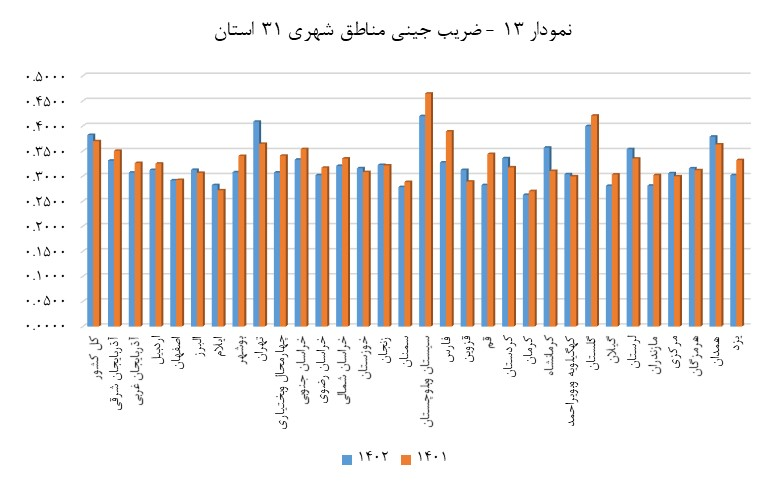 نمودار ۱۳ - ضریب جینی مناطق شهری ۳۱ استان
۰.۵۰۰۰
۰.۴۵۰۰
۰.۴۰۰۰
۰.۳۵۰۰
۰.۳۰۰۰
۰.۲۵۰۰
۰.۲۰۰۰
۰.۱۵۰۰
۰.۱۰۰۰
۰.۰۵۰۰
۰.۰۰۰۰
کل کشور
آذربایجان شرقی
آذربایجان غربی
اردبیل
اصفهان
البرز
ایلام
بوشهر
تهران
چهارمحال وبختیاری
خراسان جنوبی
خراسان رضوی
خراسان شمالی
خوزستان
زنجان
سمنان
سیستان وبلوچستان
فارس
قزوین
قم
کردستان
کرمان
کرمانشاه
کهگیلویه وبویراحمد
گلستان
گیلان
لرستان
مازندران
مرکزی
هرمزگان
همدان
یزد
۱۴۰۲
۱۴۰۱